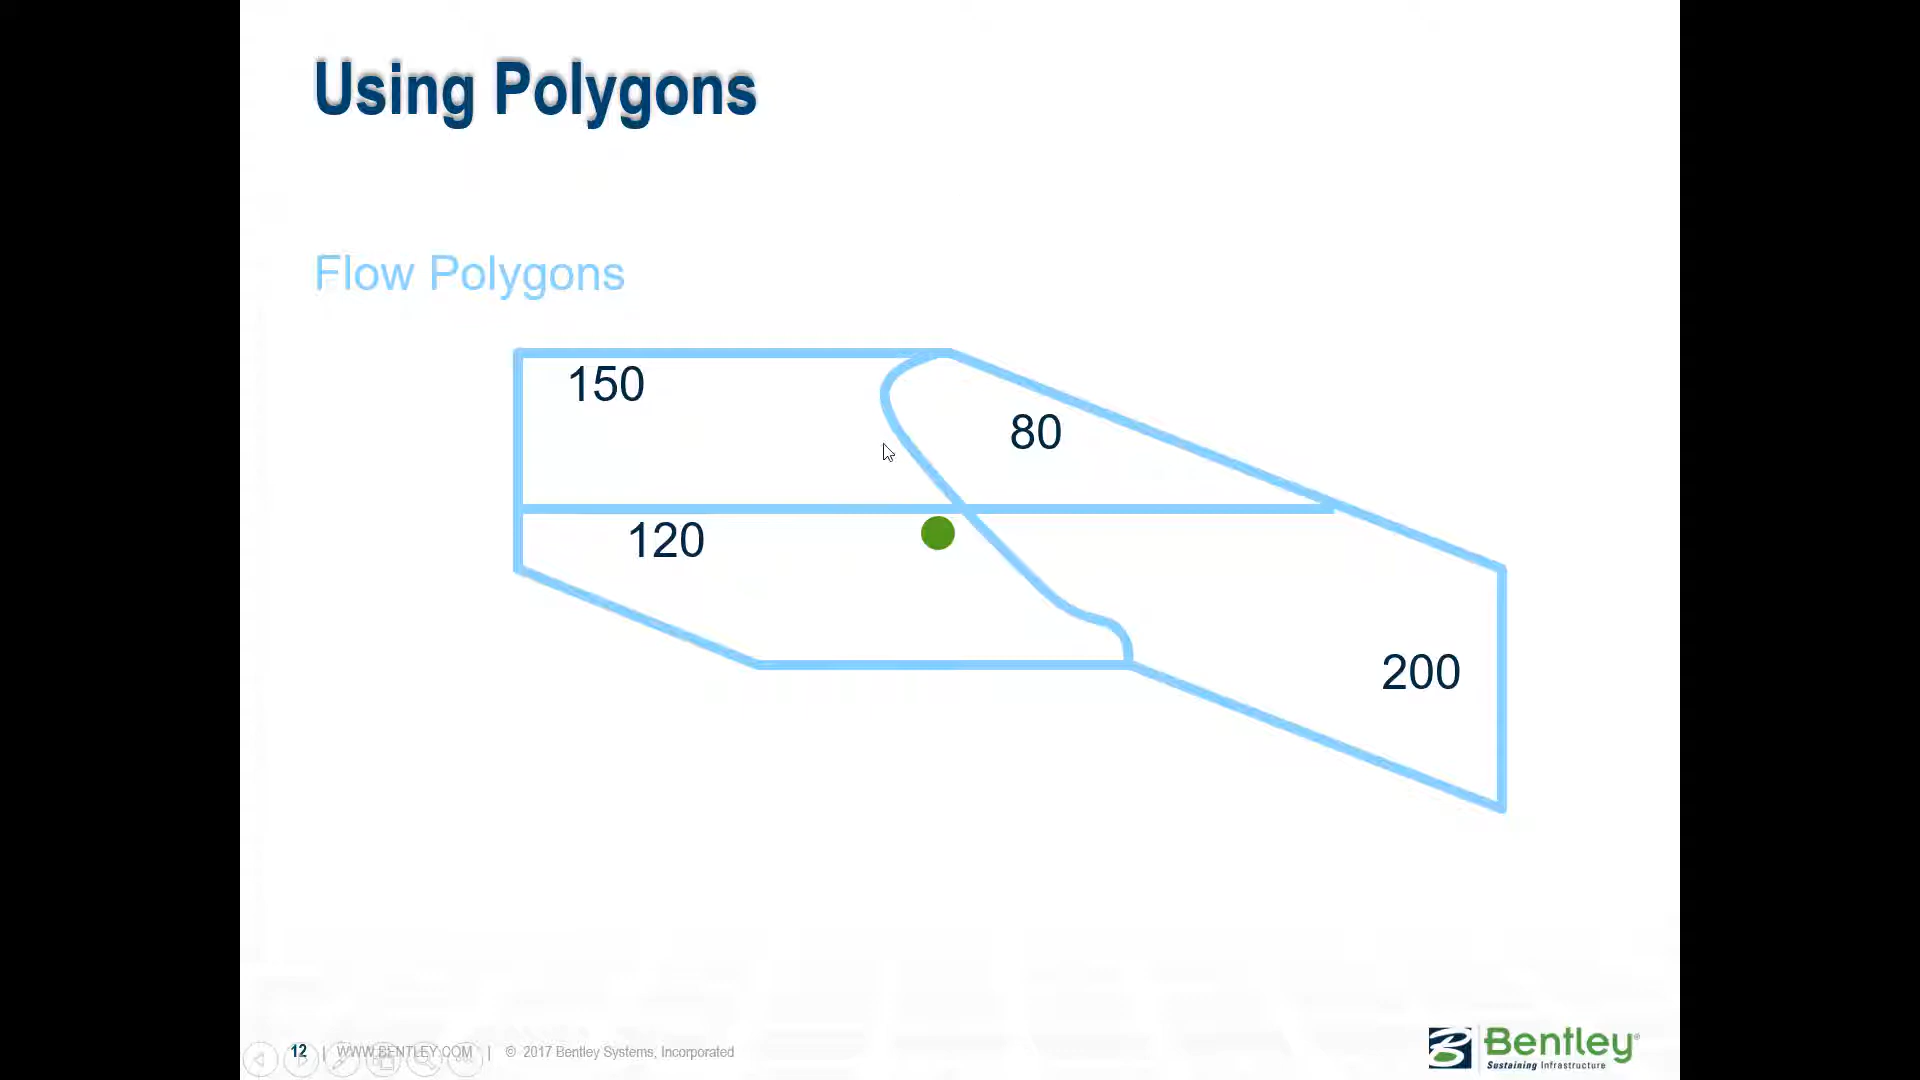 Using Polygons
Flow Polygons
150
80
120
200
12 | WWW.BENTLEY.COM | © 2017 Bentley Systems, Incorporated
Bentley®
Sustaining Infrastructure